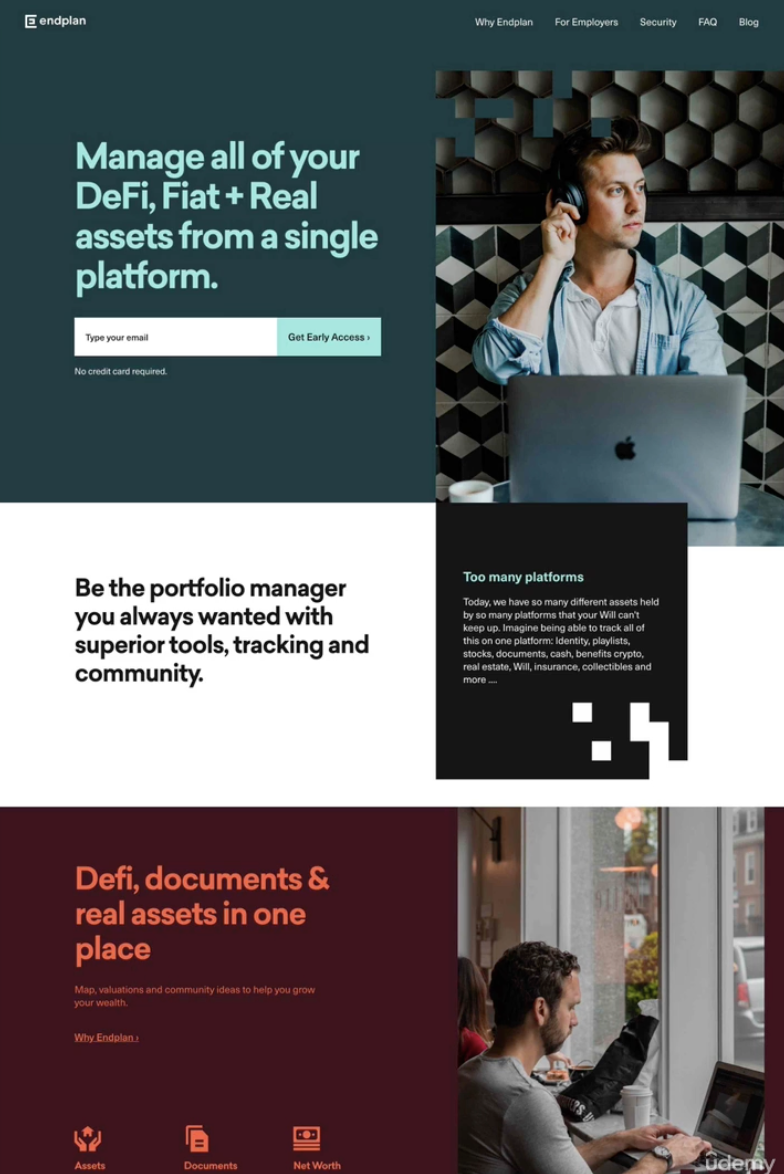 endplan
Why Endplan For Employers Security FAQ Blog
Manage all of your
DeFi, Fiat + Real
assets from a single
platform.
Type your email
Get Early Access ›
No credit card required.
Be the portfolio manager
you always wanted with
superior tools, tracking and
community.
Too many platforms
Today, we have so many different assets held
by so many platforms that your Will can't
keep up. Imagine being able to track all of
this on one platform: Identity, playlists,
stocks, documents, cash, benefits crypto,
real estate, Will, insurance, collectibles and
more ....
Defi, documents &
real assets in one
place
Map, valuations and community ideas to help you grow
your wealth.
Why Endplan ›
Assets
Documents
Net Worth
ûdemy